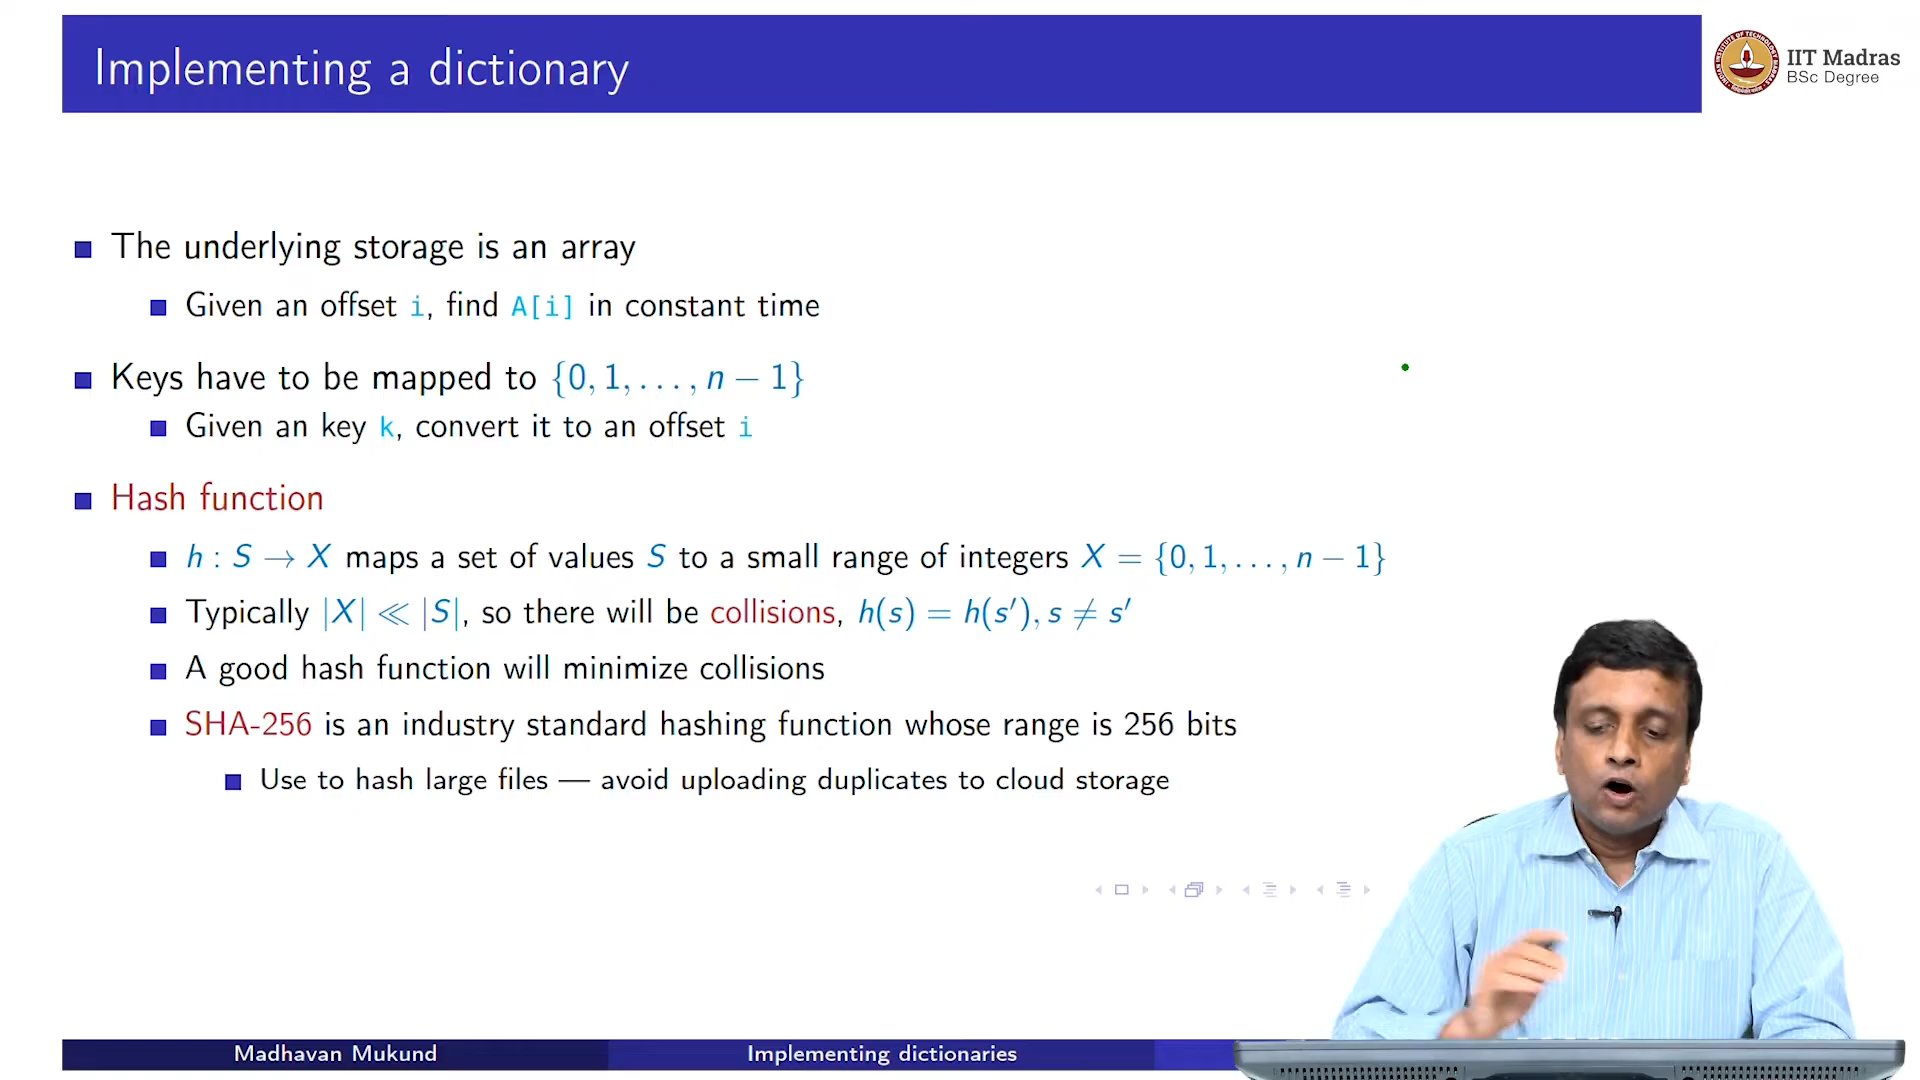 Implementing a dictionary
IIT Madras
BSc Degree
The underlying storage is an array
Given an offset i, find A[i] in constant time
Keys have to be mapped to {0, 1, . . . , n − 1}
Given an key k, convert it to an offset i
Hash function
h : S → X maps a set of values S to a small range of integers X = {0, 1, . . . , n − 1}
Typically |X| ≪ |S|, so there will be collisions, h(s) = h(s′), s ≠ s′
A good hash function will minimize collisions
SHA-256 is an industry standard hashing function whose range is 256 bits
Use to hash large files — avoid uploading duplicates to cloud storage
Madhavan Mukund
Implementing dictionaries